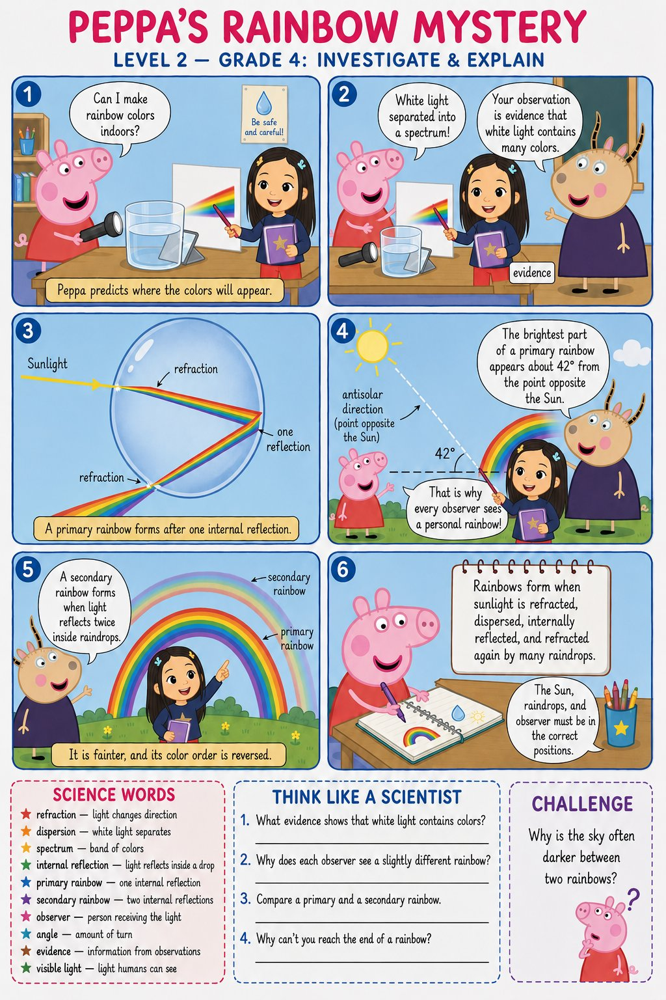 PEPPA'S RAINBOW MYSTERY
LEVEL 2 — GRADE 4: INVESTIGATE & EXPLAIN
1
Can I make
rainbow colors
indoors?
Be safe
and careful!
Peppa predicts where the colors will appear.
2
White light
separated into
a spectrum!
Your observation
is evidence that
white light contains
many colors.
evidence
3
Sunlight
refraction
one
reflection
refraction
A primary rainbow forms after one internal reflection.
4
The brightest part
of a primary rainbow
appears about 42° from
the point opposite
the Sun.
antisolar
direction
(point opposite
the Sun)
42°
That is why
every observer sees
a personal rainbow!
5
A secondary
rainbow forms
when light
reflects twice
inside raindrops.
secondary
rainbow
primary
rainbow
It is fainter, and its color order is reversed.
6
Rainbows form when
sunlight is refracted,
dispersed, internally
reflected, and refracted
again by many raindrops.
The Sun,
raindrops, and
observer must be in
the correct
positions.
SCIENCE WORDS
refraction — light changes direction
dispersion — white light separates
spectrum — band of colors
internal reflection — light reflects inside a drop
primary rainbow — one internal reflection
secondary rainbow — two internal reflections
observer — person receiving the light
angle — amount of turn
evidence — information from observations
visible light — light humans can see
THINK LIKE A SCIENTIST
1. What evidence shows that white light contains colors?
2. Why does each observer see a slightly different rainbow?
3. Compare a primary and a secondary rainbow.
4. Why can't you reach the end of a rainbow?
CHALLENGE
Why is the sky often
darker between
two rainbows?
?